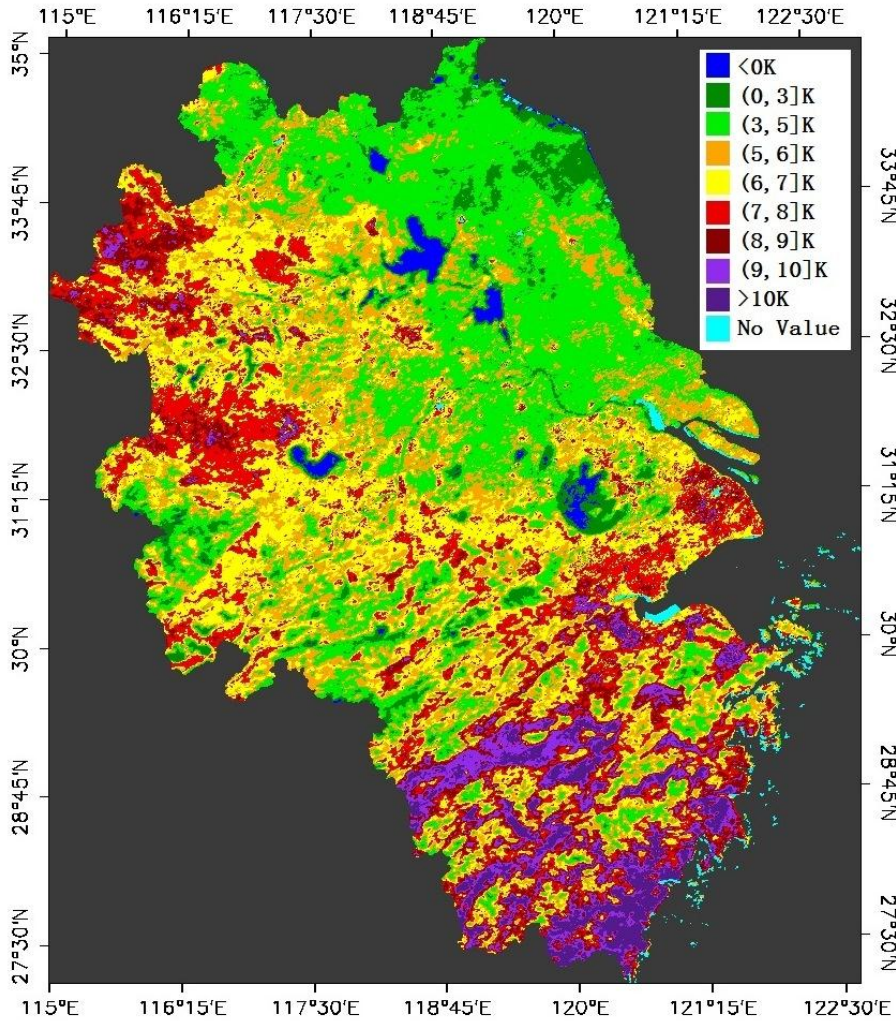 115°E 116°15′E 117°30′E 118°45′E 120°E 121°15′E 122°30′E
35°N
33°45′N
32°30′N
31°15′N
30°N
28°45′N
27°30′N
<0K
(0, 3]K
(3, 5]K
(5, 6]K
(6, 7]K
(7, 8]K
(8, 9]K
(9, 10]K
>10K
No Value
33°45′N
32°30′N
31°15′N
30°N
28°45′N
27°30′N
115°E 116°15′E 117°30′E 118°45′E 120°E 121°15′E 122°30′E